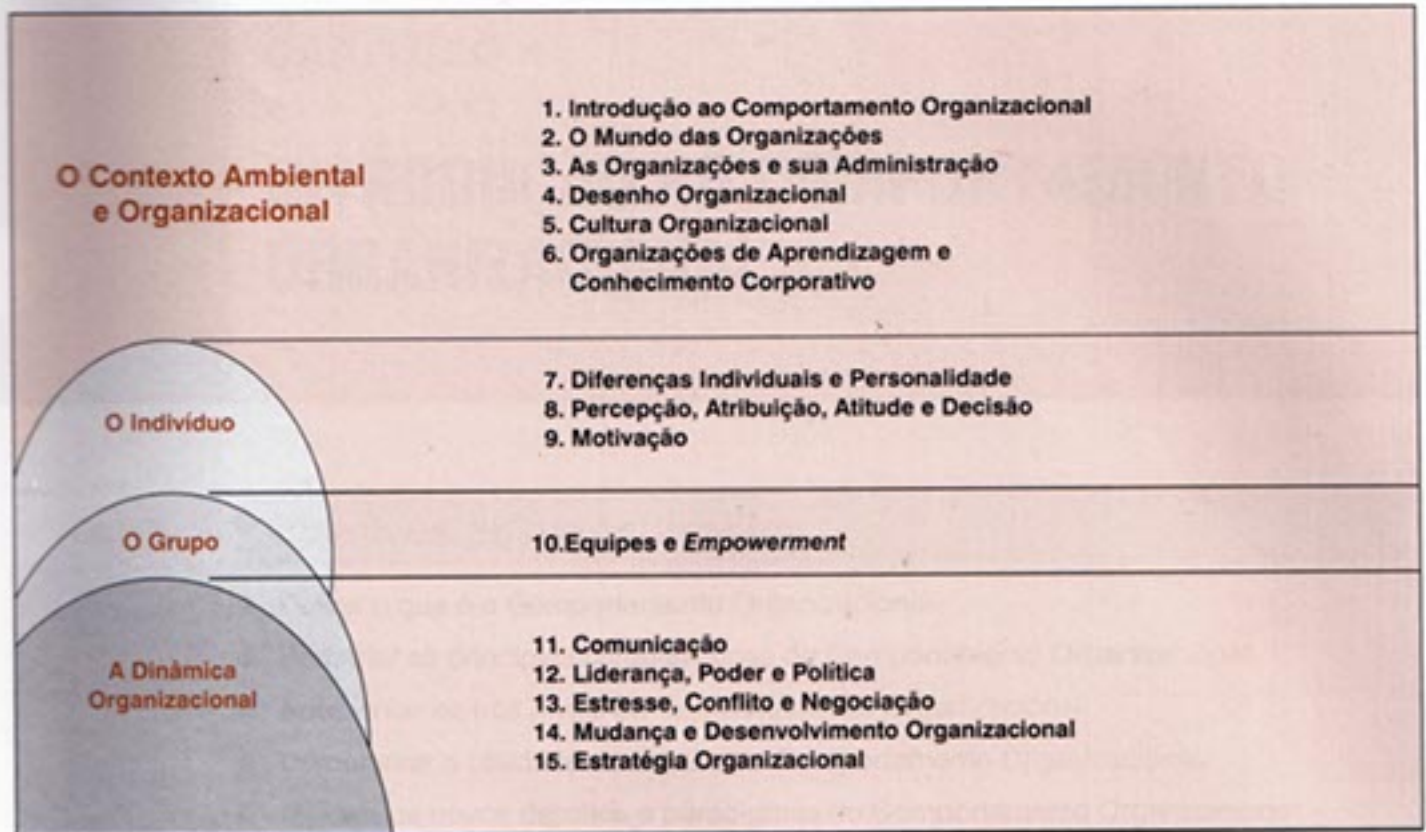 O Contexto Ambiental
e Organizacional
1. Introdução ao Comportamento Organizacional
2. O Mundo das Organizações
3. As Organizações e sua Administração
4. Desenho Organizacional
5. Cultura Organizacional
6. Organizações de Aprendizagem e
Conhecimento Corporativo
O Indivíduo
7. Diferenças Individuais e Personalidade
8. Percepção, Atribuição, Atitude e Decisão
9. Motivação
O Grupo
10.Equipes e Empowerment
A Dinâmica
Organizacional
11. Comunicação
12. Liderança, Poder e Política
13. Estresse, Conflito e Negociação
14. Mudança e Desenvolvimento Organizacional
15. Estratégia Organizacional